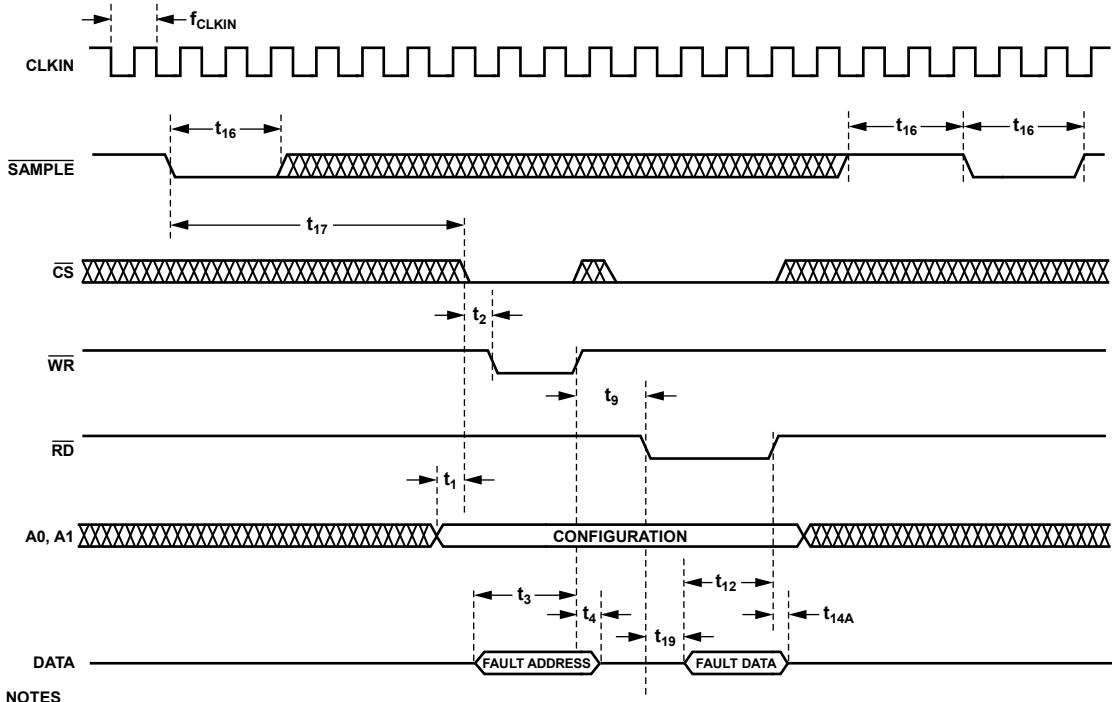 f_CLKIN
CLKIN
t16
t16
t16
SAMPLE
t17
CS
t2
WR
t9
RD
t1
A0, A1
CONFIGURATION
t3
t12
t4
t14A
t19
DATA
FAULT ADDRESS
FAULT DATA
NOTES